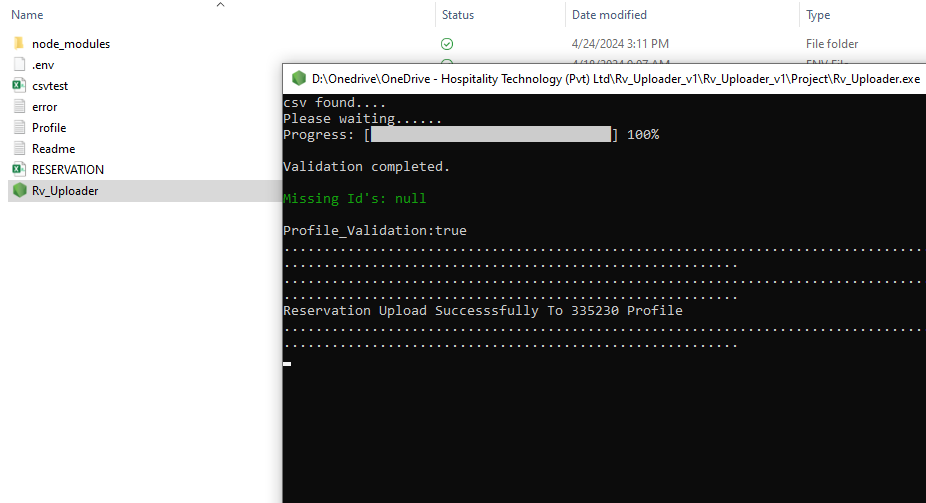 Name Status Date modified Type
node_modules 4/24/2024 3:11 PM File folder
.env
csvtest
error
Profile
Readme
RESERVATION
Rv_Uploader
D:\Onedrive\OneDrive - Hospitality Technology (Pvt) Ltd\Rv_Uploader_v1\Rv_Uploader_v1\Project\Rv_Uploader.exe
csv found....
Please waiting......
Progress: [ ] 100%
Validation completed.
Missing Id's: null
Profile_Validation:true
................................................................................
.........................................................
................................................................................
.........................................................
Reservation Upload Successsfully To 335230 Profile
................................................................................
.........................................................